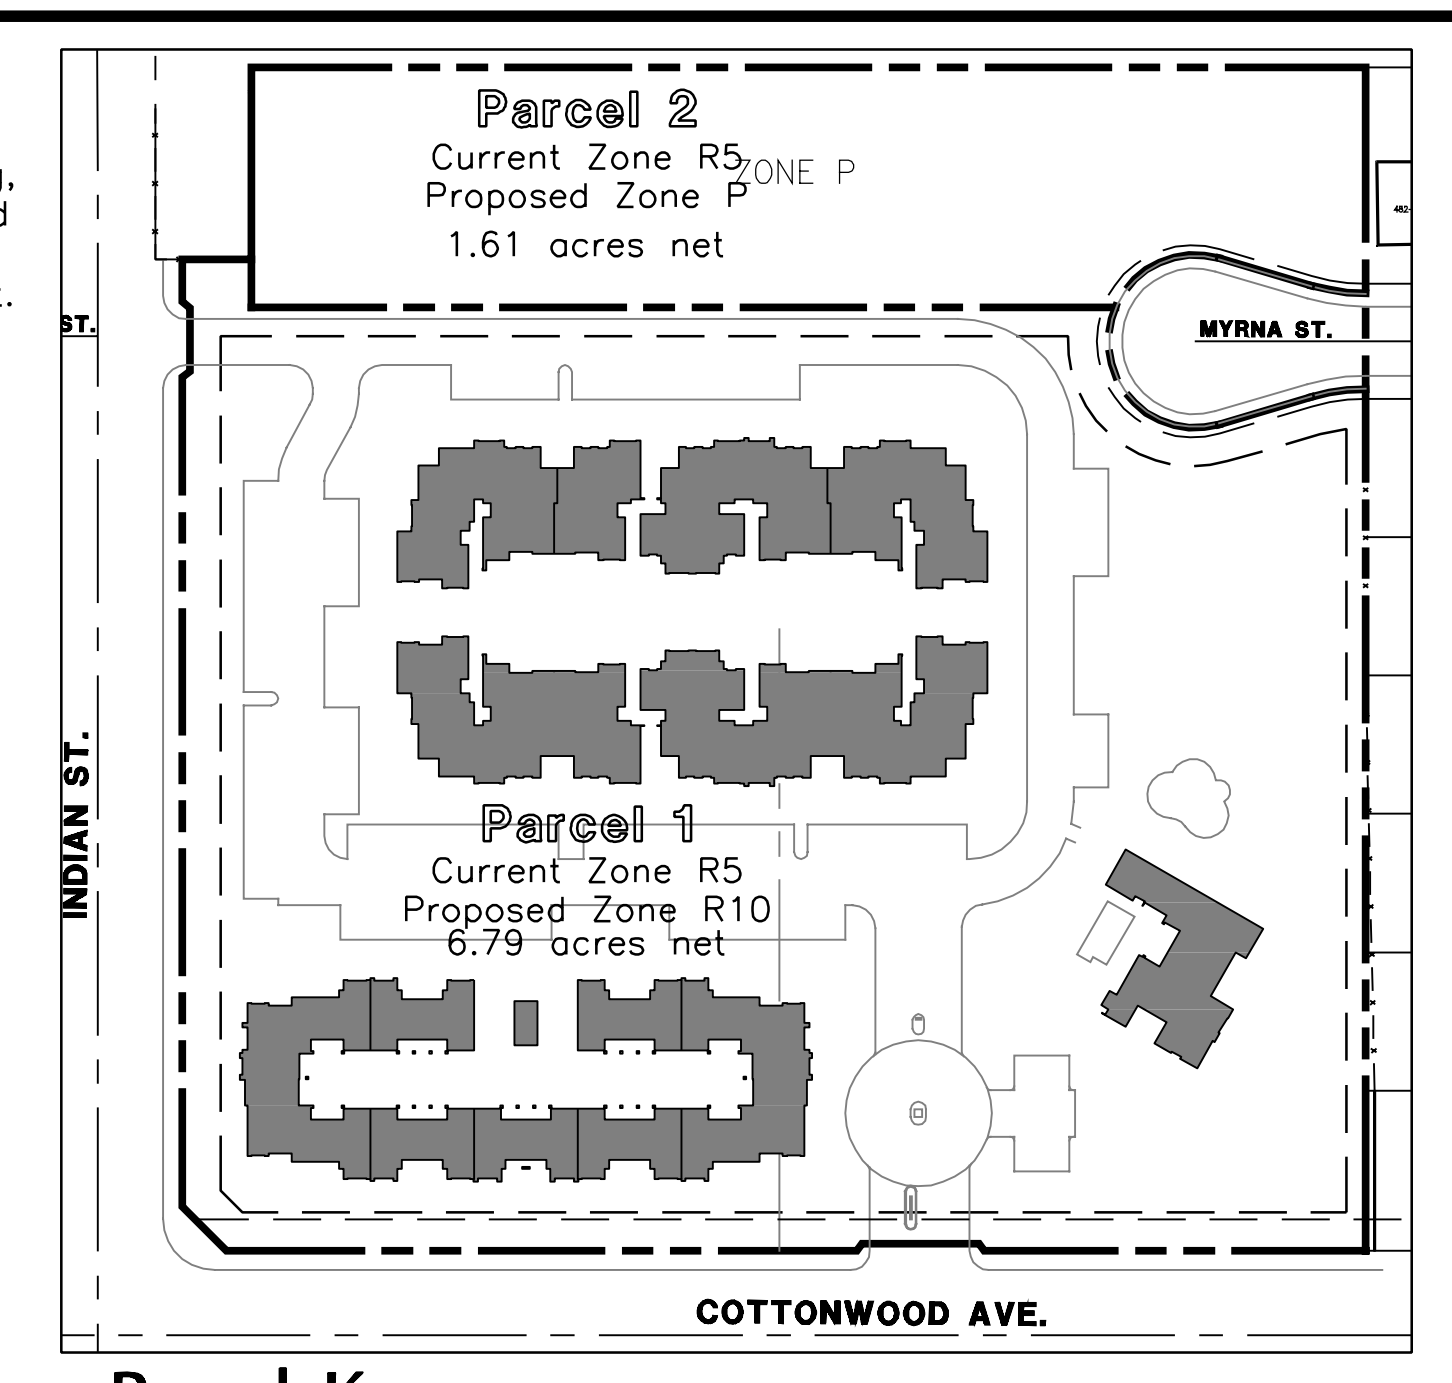 Parcel 2
Current Zone R5
ZONE P
Proposed Zone P
1.61 acres net
482-
ST.
MYRNA ST.
INDIAN ST.
Parcel 1
Current Zone R5
Proposed Zone R10
6.79 acres net
COTTONWOOD AVE.